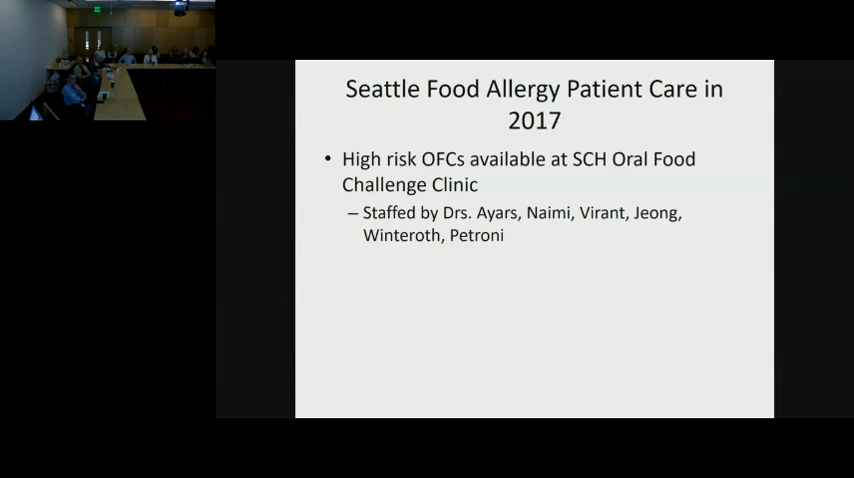 Seattle Food Allergy Patient Care in
2017
• High risk OFCs available at SCH Oral Food
Challenge Clinic
– Staffed by Drs. Ayars, Naimi, Virant, Jeong,
Winteroth, Petroni